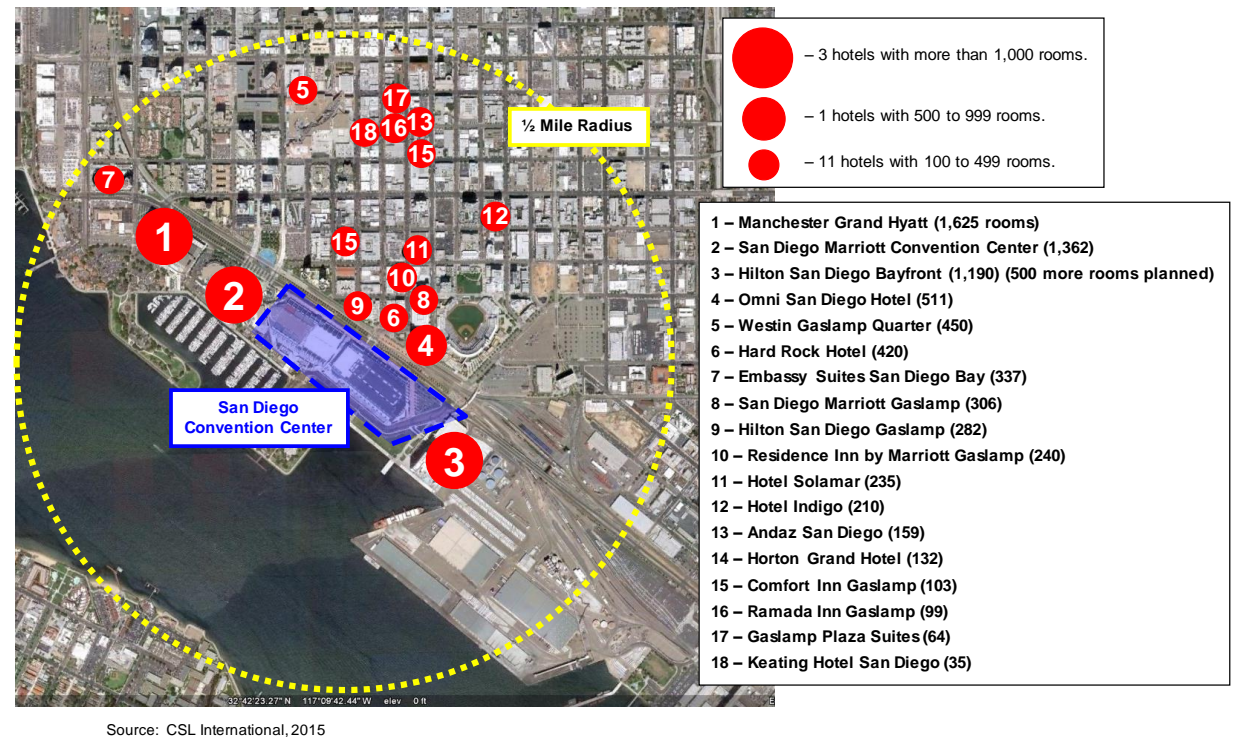 5
17
16
13
18
15
½ Mile Radius
7
12
1
15
11
10
2
8
9
6
4
San Diego
Convention Center
3
32°42'23.27" N 117°09'42.44" W elev 0 ft
E
– 3 hotels with more than 1,000 rooms.
– 1 hotels with 500 to 999 rooms.
– 11 hotels with 100 to 499 rooms.
1 – Manchester Grand Hyatt (1,625 rooms)
2 – San Diego Marriott Convention Center (1,362)
3 – Hilton San Diego Bayfront (1,190) (500 more rooms planned)
4 – Omni San Diego Hotel (511)
5 – Westin Gaslamp Quarter (450)
6 – Hard Rock Hotel (420)
7 – Embassy Suites San Diego Bay (337)
8 – San Diego Marriott Gaslamp (306)
9 – Hilton San Diego Gaslamp (282)
10 – Residence Inn by Marriott Gaslamp (240)
11 – Hotel Solamar (235)
12 – Hotel Indigo (210)
13 – Andaz San Diego (159)
14 – Horton Grand Hotel (132)
15 – Comfort Inn Gaslamp (103)
16 – Ramada Inn Gaslamp (99)
17 – Gaslamp Plaza Suites (64)
18 – Keating Hotel San Diego (35)
Source: CSL International, 2015